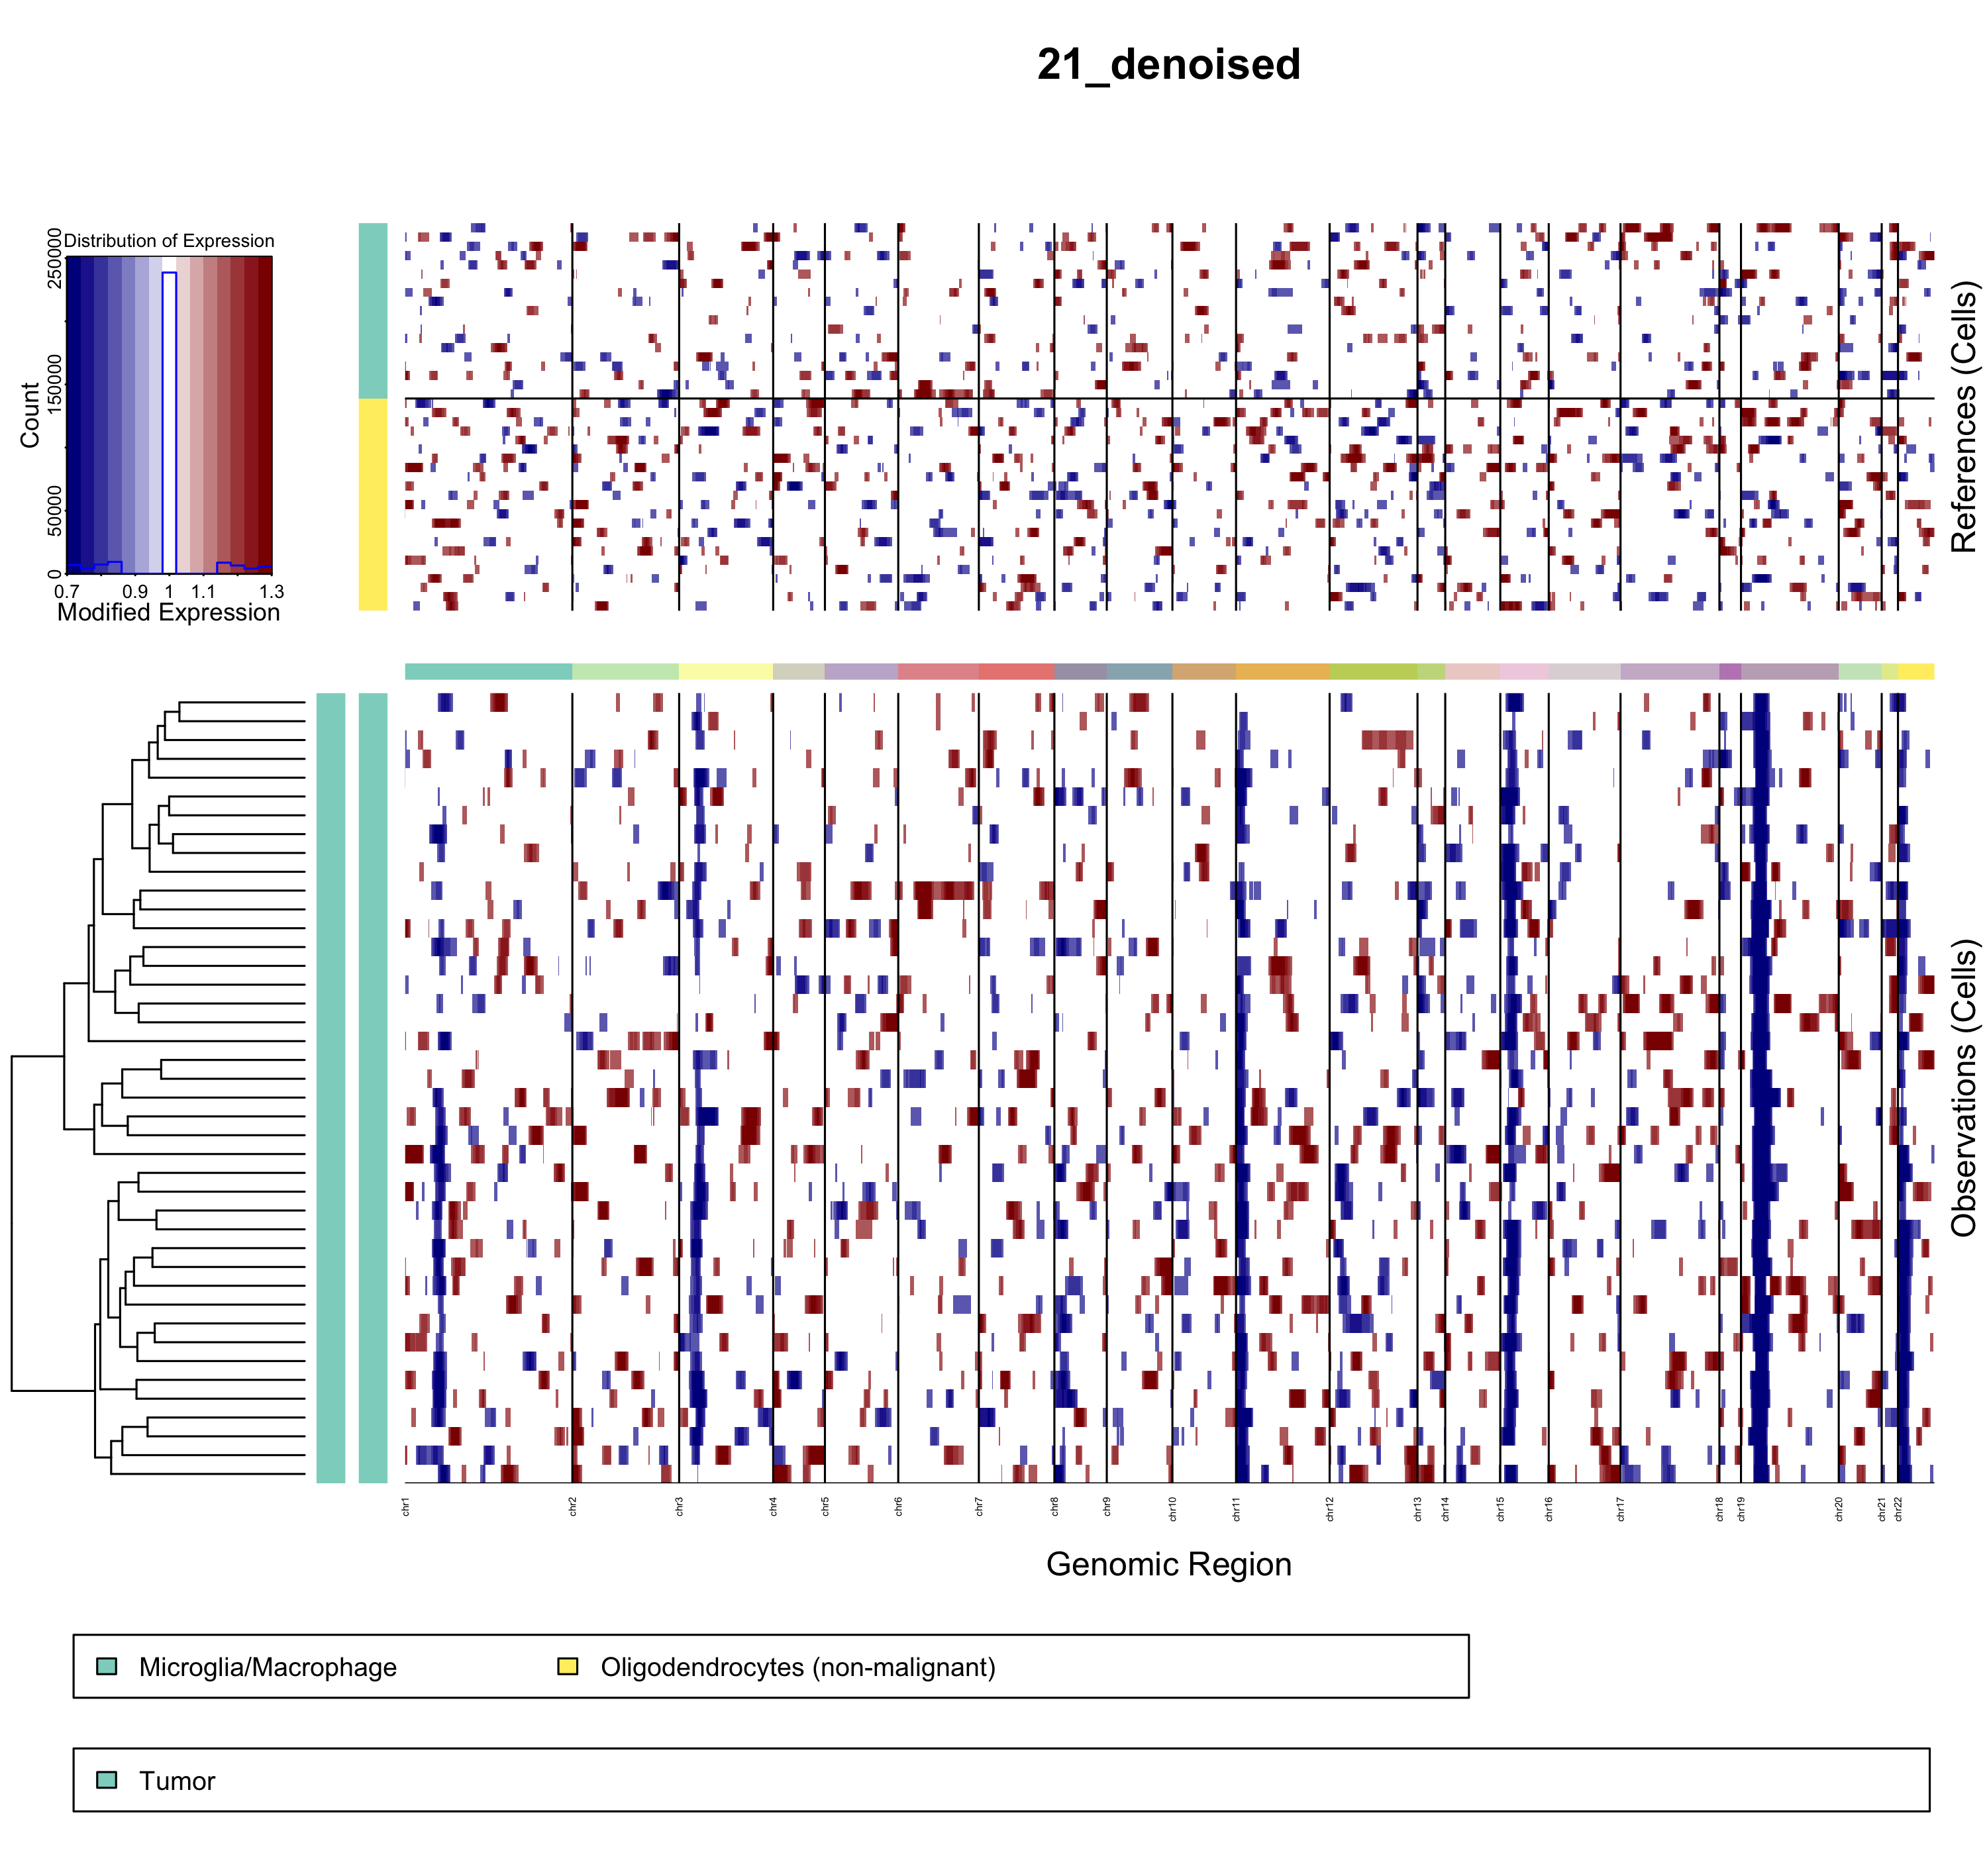 21_denoised
Distribution of Expression
Count
0 50000 150000 250000
0.7 0.9 1 1.1 1.3
Modified Expression
References (Cells)
Observations (Cells)
chr1 chr2 chr3 chr4 chr5 chr6 chr7 chr8 chr9 chr10 chr11 chr12 chr13 chr14 chr15 chr16 chr17 chr18 chr19 chr20 chr21 chr22
Genomic Region
Microglia/Macrophage Oligodendrocytes (non-malignant)
Tumor